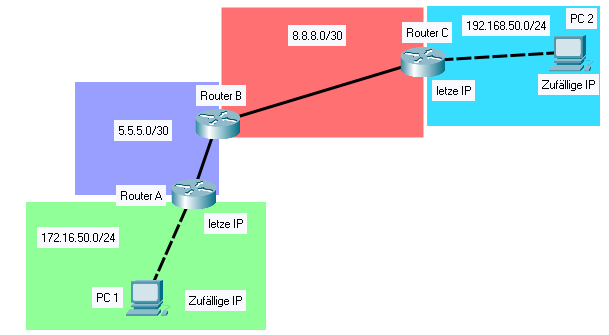 192.168.50.0/24
PC 2
8.8.8.0/30
Router C
letze IP
Zufällige IP
Router B
5.5.5.0/30
Router A
letze IP
172.16.50.0/24
PC 1
Zufällige IP